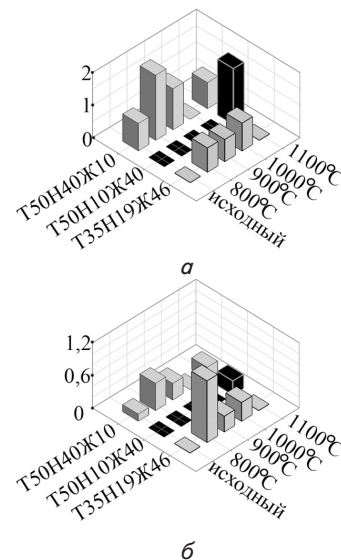 2
1
0
Т50Н40Ж10
Т50Н10Ж40
Т35Н19Ж46
исходный
800°С
900°С
1000°С
1100°С
а
1,2
0,6
0
Т50Н40Ж10
Т50Н10Ж40
Т35Н19Ж46
исходный
800°С
900°С
1000°С
1100°С
б